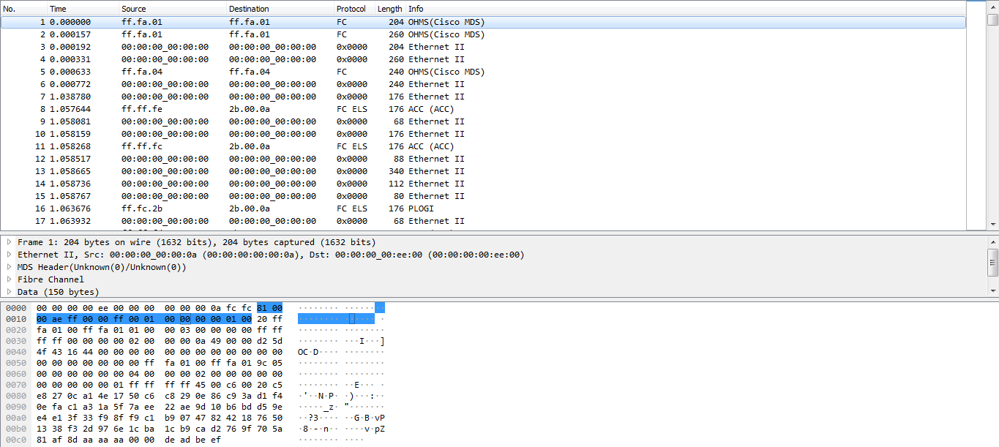 No. Time Source Destination Protocol Length Info
1 0.000000 ff.fa.01 ff.fa.01 FC 204 OHMS(Cisco MDS)
2 0.000157 ff.fa.01 ff.fa.01 FC 260 OHMS(Cisco MDS)
3 0.000192 00:00:00_00:00:00 00:00:00_00:00:00 0x0000 204 Ethernet II
4 0.000331 00:00:00_00:00:00 00:00:00_00:00:00 0x0000 260 Ethernet II
5 0.000633 ff.fa.04 ff.fa.04 FC 240 OHMS(Cisco MDS)
6 0.000772 00:00:00_00:00:00 00:00:00_00:00:00 0x0000 240 Ethernet II
7 1.038780 00:00:00_00:00:00 00:00:00_00:00:00 0x0000 176 Ethernet II
8 1.057644 ff.ff.fe 2b.00.0a FC ELS 176 ACC (ACC)
9 1.058081 00:00:00_00:00:00 00:00:00_00:00:00 0x0000 68 Ethernet II
10 1.058159 00:00:00_00:00:00 00:00:00_00:00:00 0x0000 176 Ethernet II
11 1.058268 ff.ff.fc 2b.00.0a FC ELS 176 ACC (ACC)
12 1.058517 00:00:00_00:00:00 00:00:00_00:00:00 0x0000 88 Ethernet II
13 1.058665 00:00:00_00:00:00 00:00:00_00:00:00 0x0000 340 Ethernet II
14 1.058736 00:00:00_00:00:00 00:00:00_00:00:00 0x0000 112 Ethernet II
15 1.058767 00:00:00_00:00:00 00:00:00_00:00:00 0x0000 80 Ethernet II
16 1.063676 ff.fc.2b 2b.00.0a FC ELS 176 PLOGI
17 1.063932 00:00:00_00:00:00 00:00:00_00:00:00 0x0000 68 Ethernet II
Frame 1: 204 bytes on wire (1632 bits), 204 bytes captured (1632 bits)
Ethernet II, Src: 00:00:00_00:00:0a (00:00:00:00:00:0a), Dst: 00:00:00_00:ee:00 (00:00:00:00:ee:00)
MDS Header(Unknown(0)/Unknown(0))
Fibre Channel
Data (150 bytes)
0000 00 00 00 00 ee 00 00 00 00 00 00 0a fc fc 81 00 ........ ........
0010 00 ae ff 00 00 ff 00 01 00 00 00 00 01 00 20 ff ........ ...... .
0020 fa 01 00 ff fa 01 01 00 00 03 00 00 00 00 ff ff ........ ........
0030 ff ff 00 00 00 00 02 00 00 00 0a 49 00 00 d2 5d ........ ...I...]
0040 4f 43 16 44 00 00 00 00 00 00 00 00 00 00 00 00 OC.D.... ........
0050 00 00 00 00 00 00 00 ff fa 01 00 ff fa 01 9c 05 ........ ........
0060 00 00 00 00 00 04 00 00 00 02 00 00 00 00 00 00 ........ ........
0070 00 00 00 00 00 01 ff ff ff ff 45 00 c6 00 20 c5 ........ ..E... .
0080 e8 27 0c a1 4e 17 50 c6 c8 29 0e 86 c9 3a d1 f4 .'..N.P. .)...:..
0090 0e fa c1 a3 1a 5f 7a ee 22 ae 9d 10 b6 bd d5 9e ....._z. ".......
00a0 e4 e1 3f 33 f9 8f f9 c1 b9 07 47 82 42 18 76 50 ..?3.... ..G.B.vP
00b0 13 38 f3 2d 97 6e 1c ba 1c b9 ca d2 76 9f 70 5a .8.-.n.. ....v.pZ
00c0 81 af 8d aa aa aa 00 00 de ad be ef ........ ....